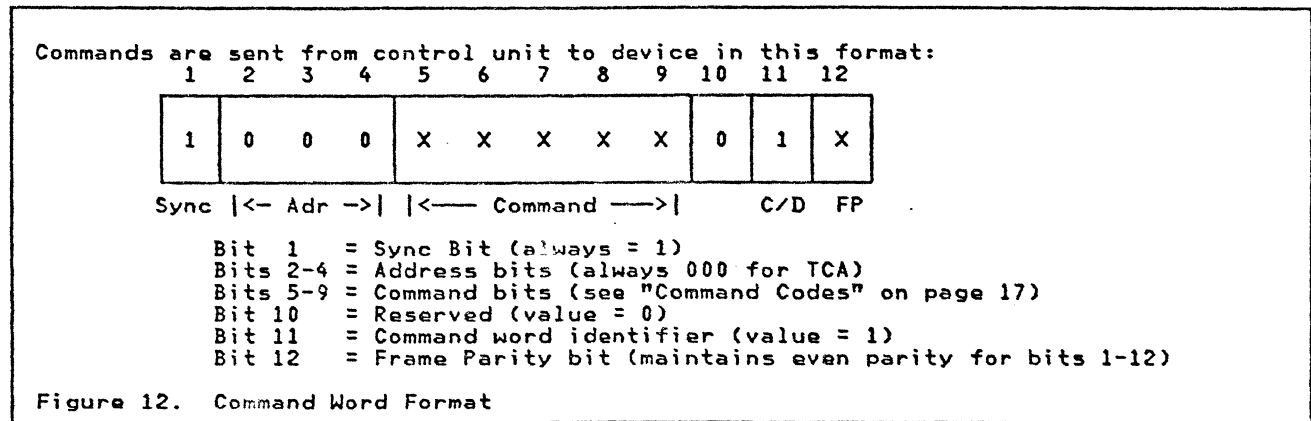 Commands are sent from control unit to device in this format:
1 2 3 4 5 6 7 8 9 10 11 12
1 0 0 0 X X X X X 0 1 X
Sync |<- Adr ->| |<—— Command ——>| C/D FP
Bit 1 = Sync Bit (always = 1)
Bits 2-4 = Address bits (always 000 for TCA)
Bits 5-9 = Command bits (see "Command Codes" on page 17)
Bit 10 = Reserved (value = 0)
Bit 11 = Command word identifier (value = 1)
Bit 12 = Frame Parity bit (maintains even parity for bits 1-12)
Figure 12. Command Word Format